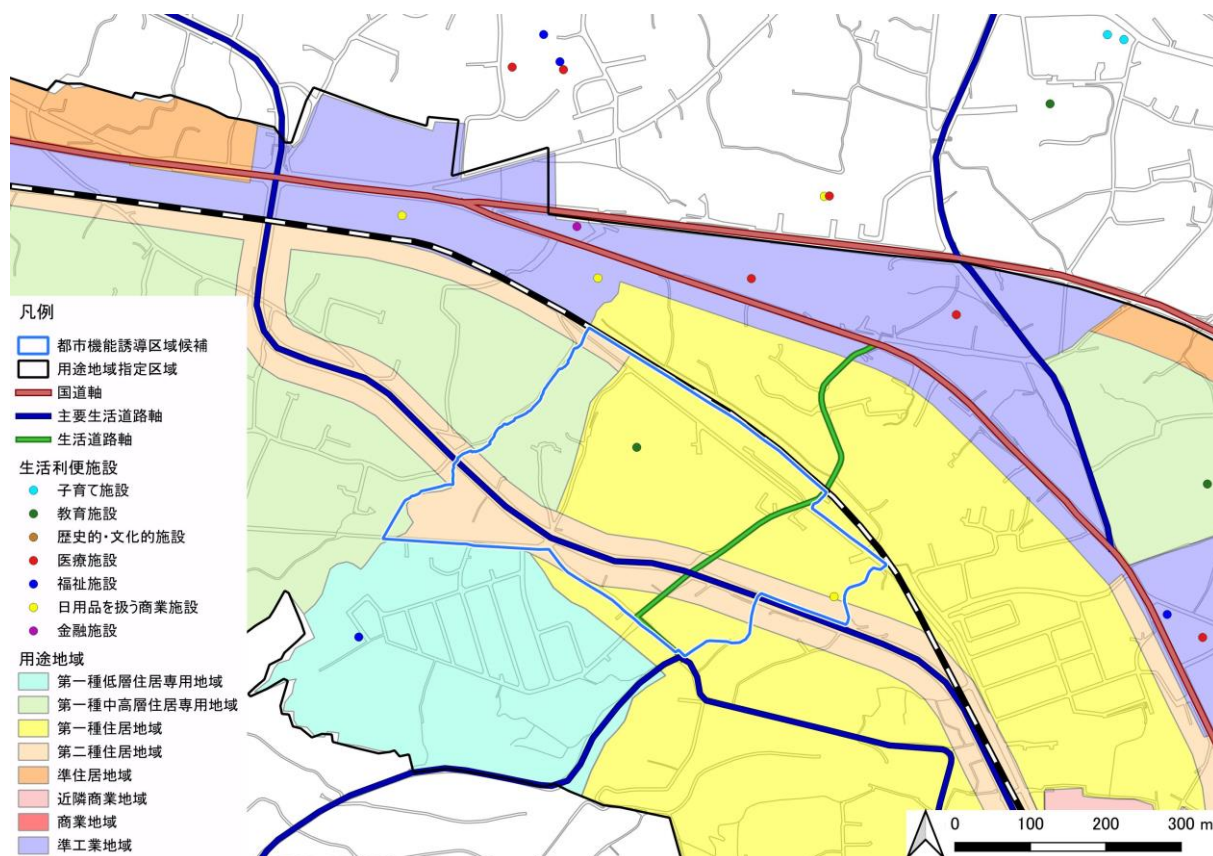 凡例
都市機能誘導区域候補
用途地域指定区域
国道軸
主要生活道路軸
生活道路軸
生活利便施設
子育て施設
教育施設
歴史的・文化的施設
医療施設
福祉施設
日用品を扱う商業施設
金融施設
用途地域
第一種低層住居専用地域
第一種中高層住居専用地域
第一種住居地域
第二種住居地域
準住居地域
近隣商業地域
商業地域
準工業地域
0 100 200 300 m